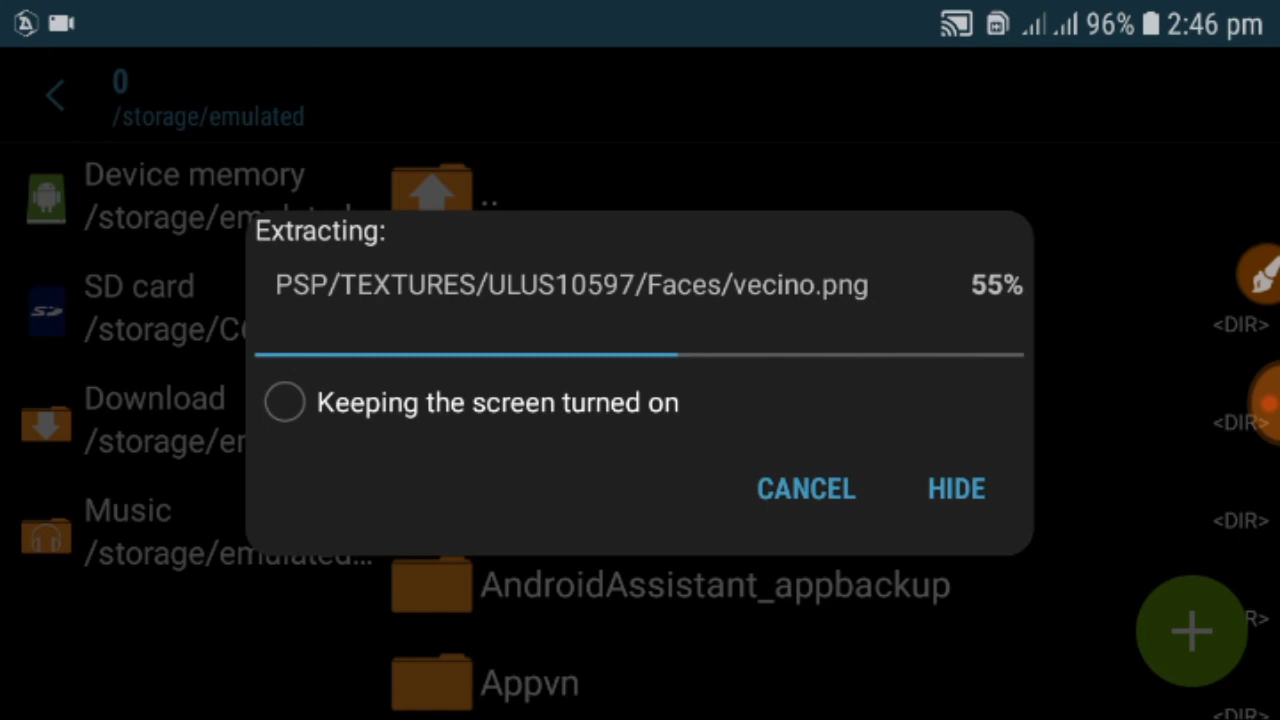 96% 2:46 pm
0
/storage/emulated
Device memory
/storage/emulated
..
Extracting:
PSP/TEXTURES/ULUS10597/Faces/vecino.png 55%
SD card
/storage/C
<DIR>
Keeping the screen turned on
Download
/storage/e
<DIR>
CANCEL HIDE
Music
/storage/emulated...
<DIR>
AndroidAssistant_appbackup
R>
Appvn
<DIR>